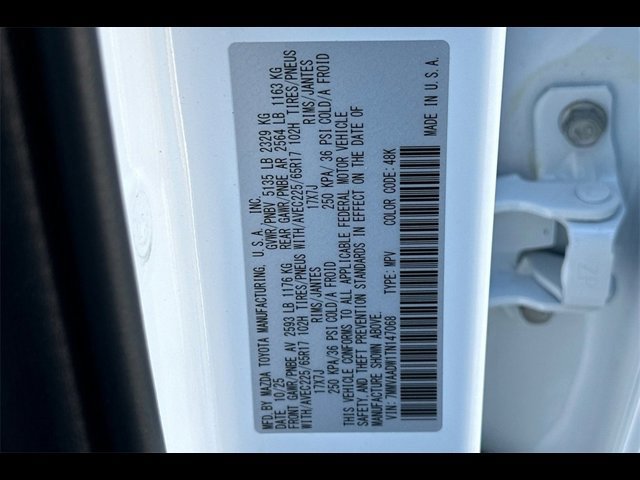 MFD. BY MAZDA TOYOTA MANUFACTURING, U.S.A., INC.
DATE 10/25 GVWR/PNBV 5135 LB 2329 KG
FRONT GAWR/PNBE AV 2593 LB 1176 KG REAR GAWR/PNBE AR 2564 LB 1163 KG
WITH/AVEC225/65R17 102H TIRES/PNEUS WITH/AVEC225/65R17 102H TIRES/PNEUS
17X7J RIMS/JANTES 17X7J RIMS/JANTES
250 KPA/36 PSI COLD/A FROID 250 KPA/ 36 PSI COLD/A FROID
THIS VEHICLE CONFORMS TO ALL APPLICABLE FEDERAL MOTOR VEHICLE
SAFETY, AND THEFT PREVENTION STANDARDS IN EFFECT ON THE DATE OF
MANUFACTURE SHOWN ABOVE.
VIN: 7MMVAADW1TN147068 TYPE: MPV COLOR CODE: 48K
MADE IN U.S.A.